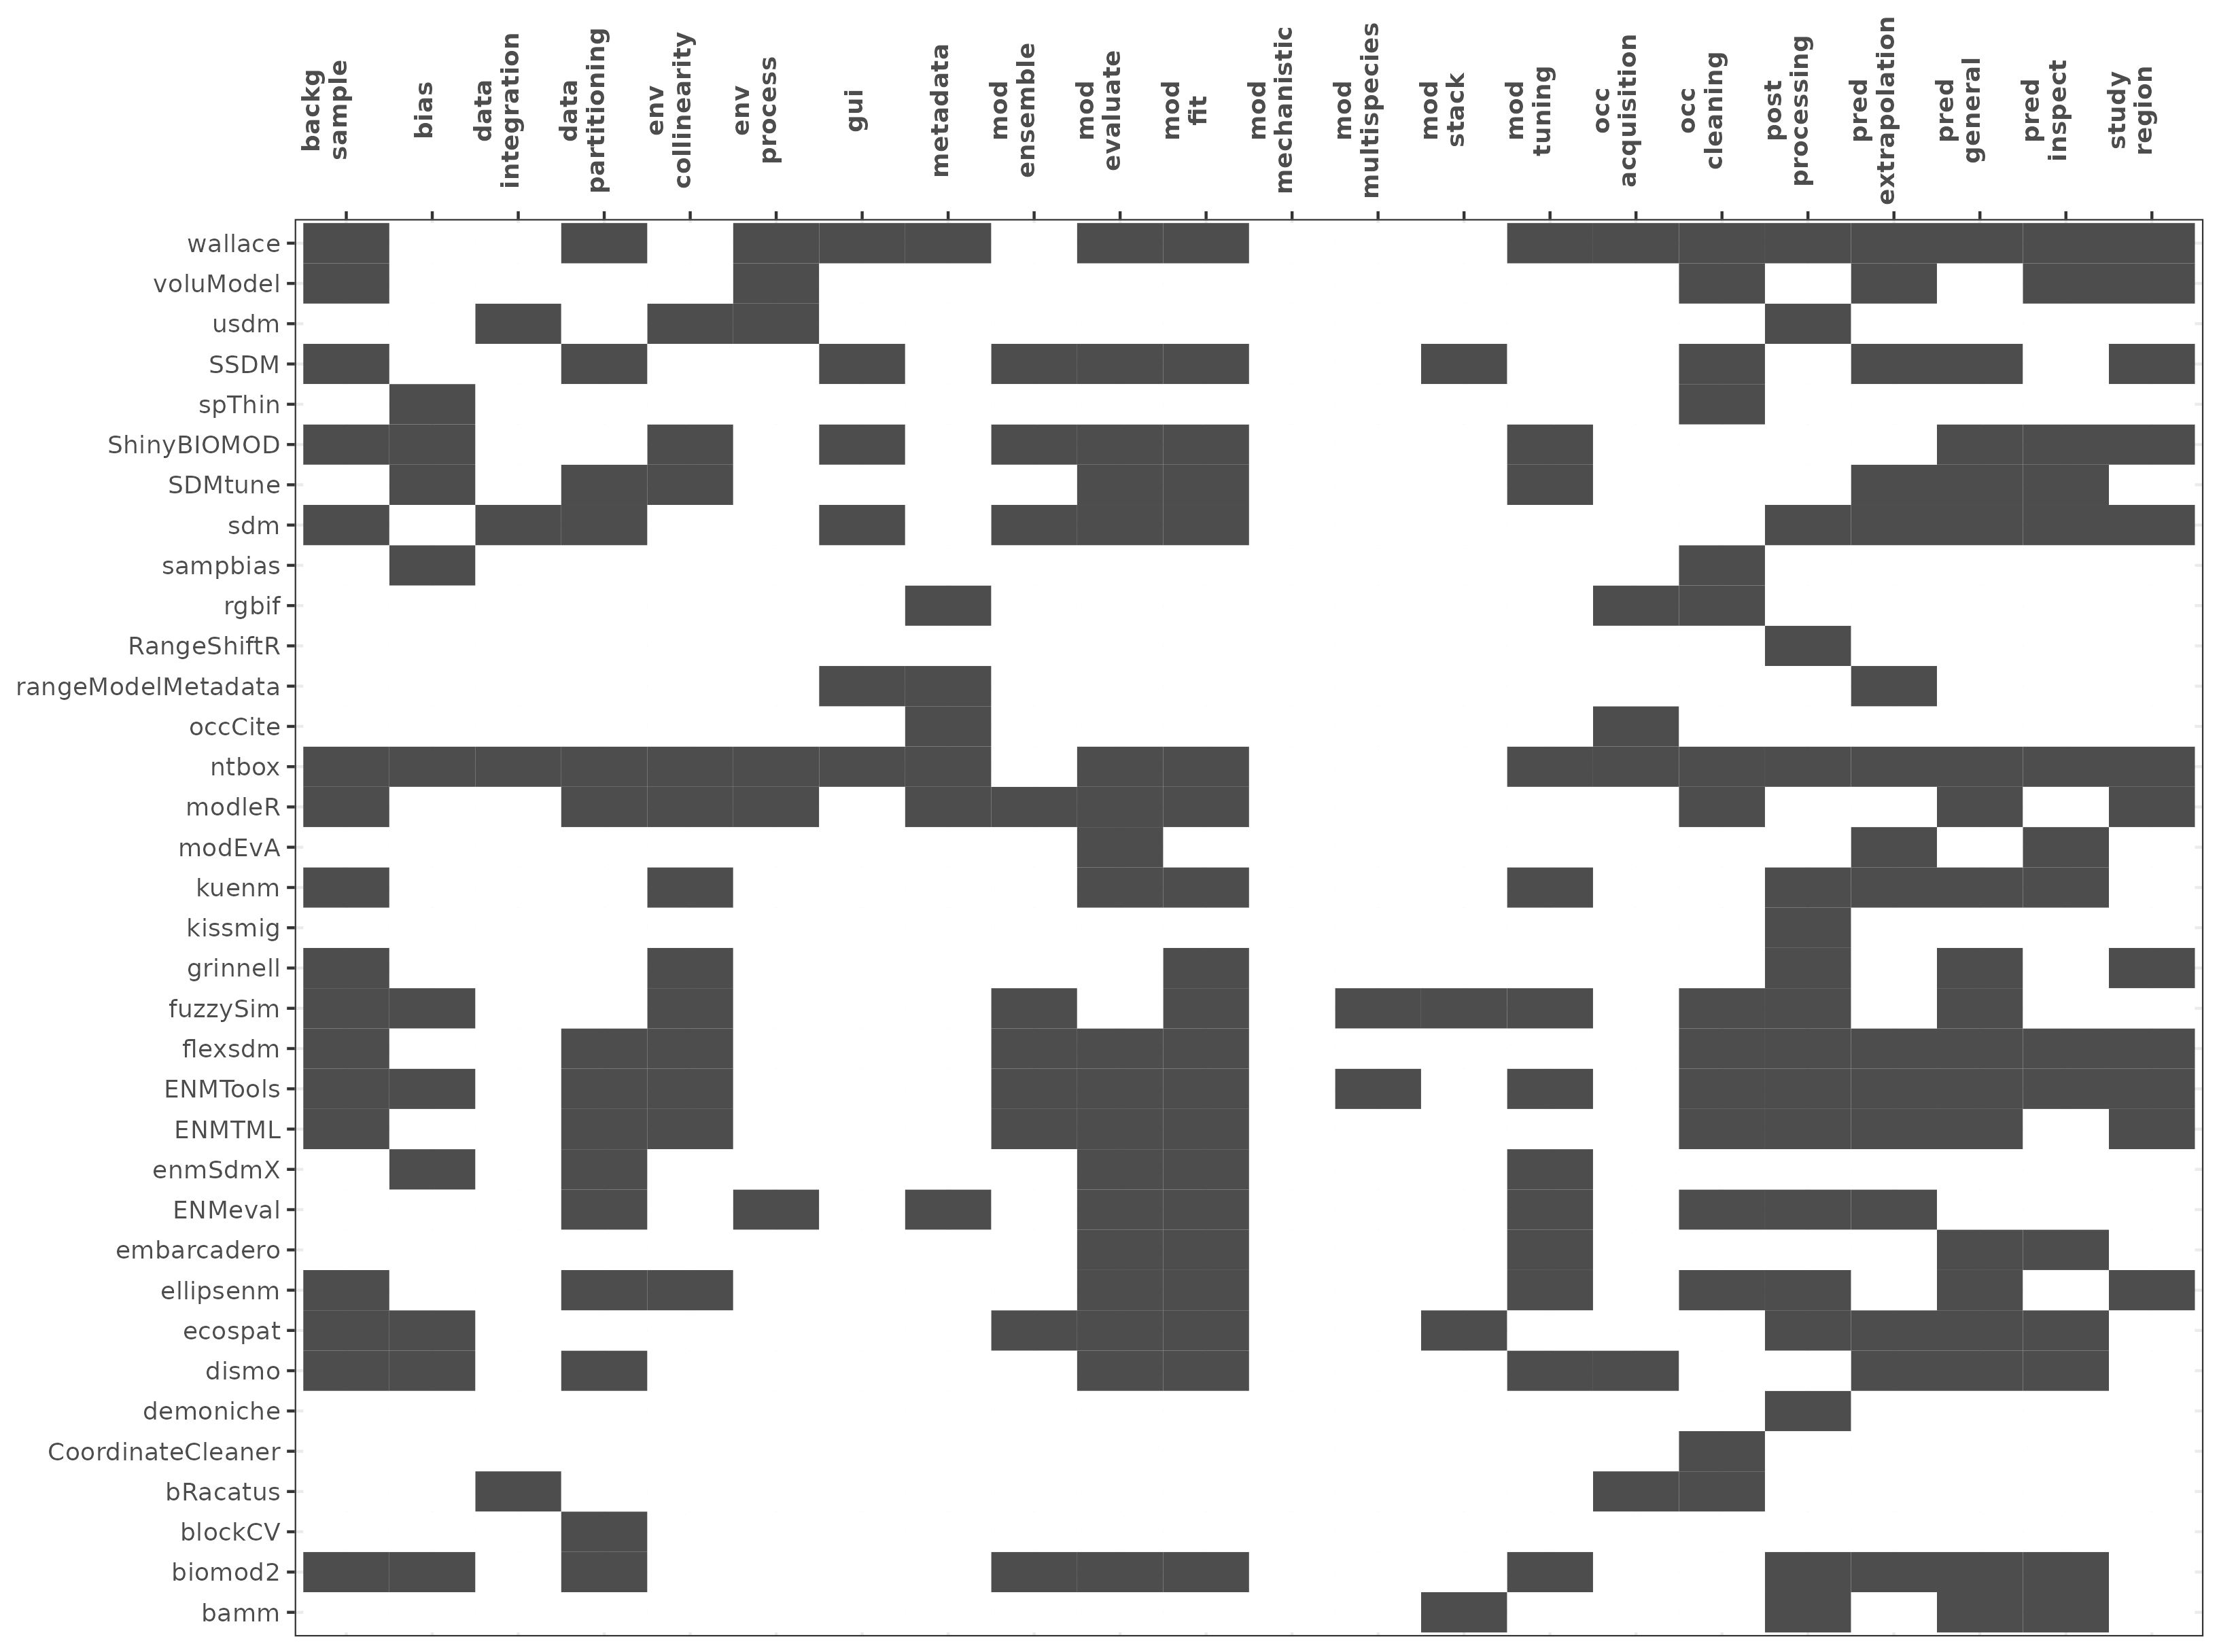 backg
sample
bias
data
integration
data
partitioning
env
collinearity
env
process
gui
metadata
mod
ensemble
mod
evaluate
mod
fit
mod
mechanistic
mod
multispecies
mod
stack
mod
tuning
occ
acquisition
occ
cleaning
post
processing
pred
extrapolation
pred
general
pred
inspect
study
region
wallace
voluModel
usdm
SSDM
spThin
ShinyBIOMOD
SDMtune
sdm
sampbias
rgbif
RangeShiftR
rangeModelMetadata
occCite
ntbox
modleR
modEvA
kuenm
kissmig
grinnell
fuzzySim
flexsdm
ENMTools
ENMTML
enmSdmX
ENMeval
embarcadero
ellipsenm
ecospat
dismo
demoniche
CoordinateCleaner
bRacatus
blockCV
biomod2
bamm